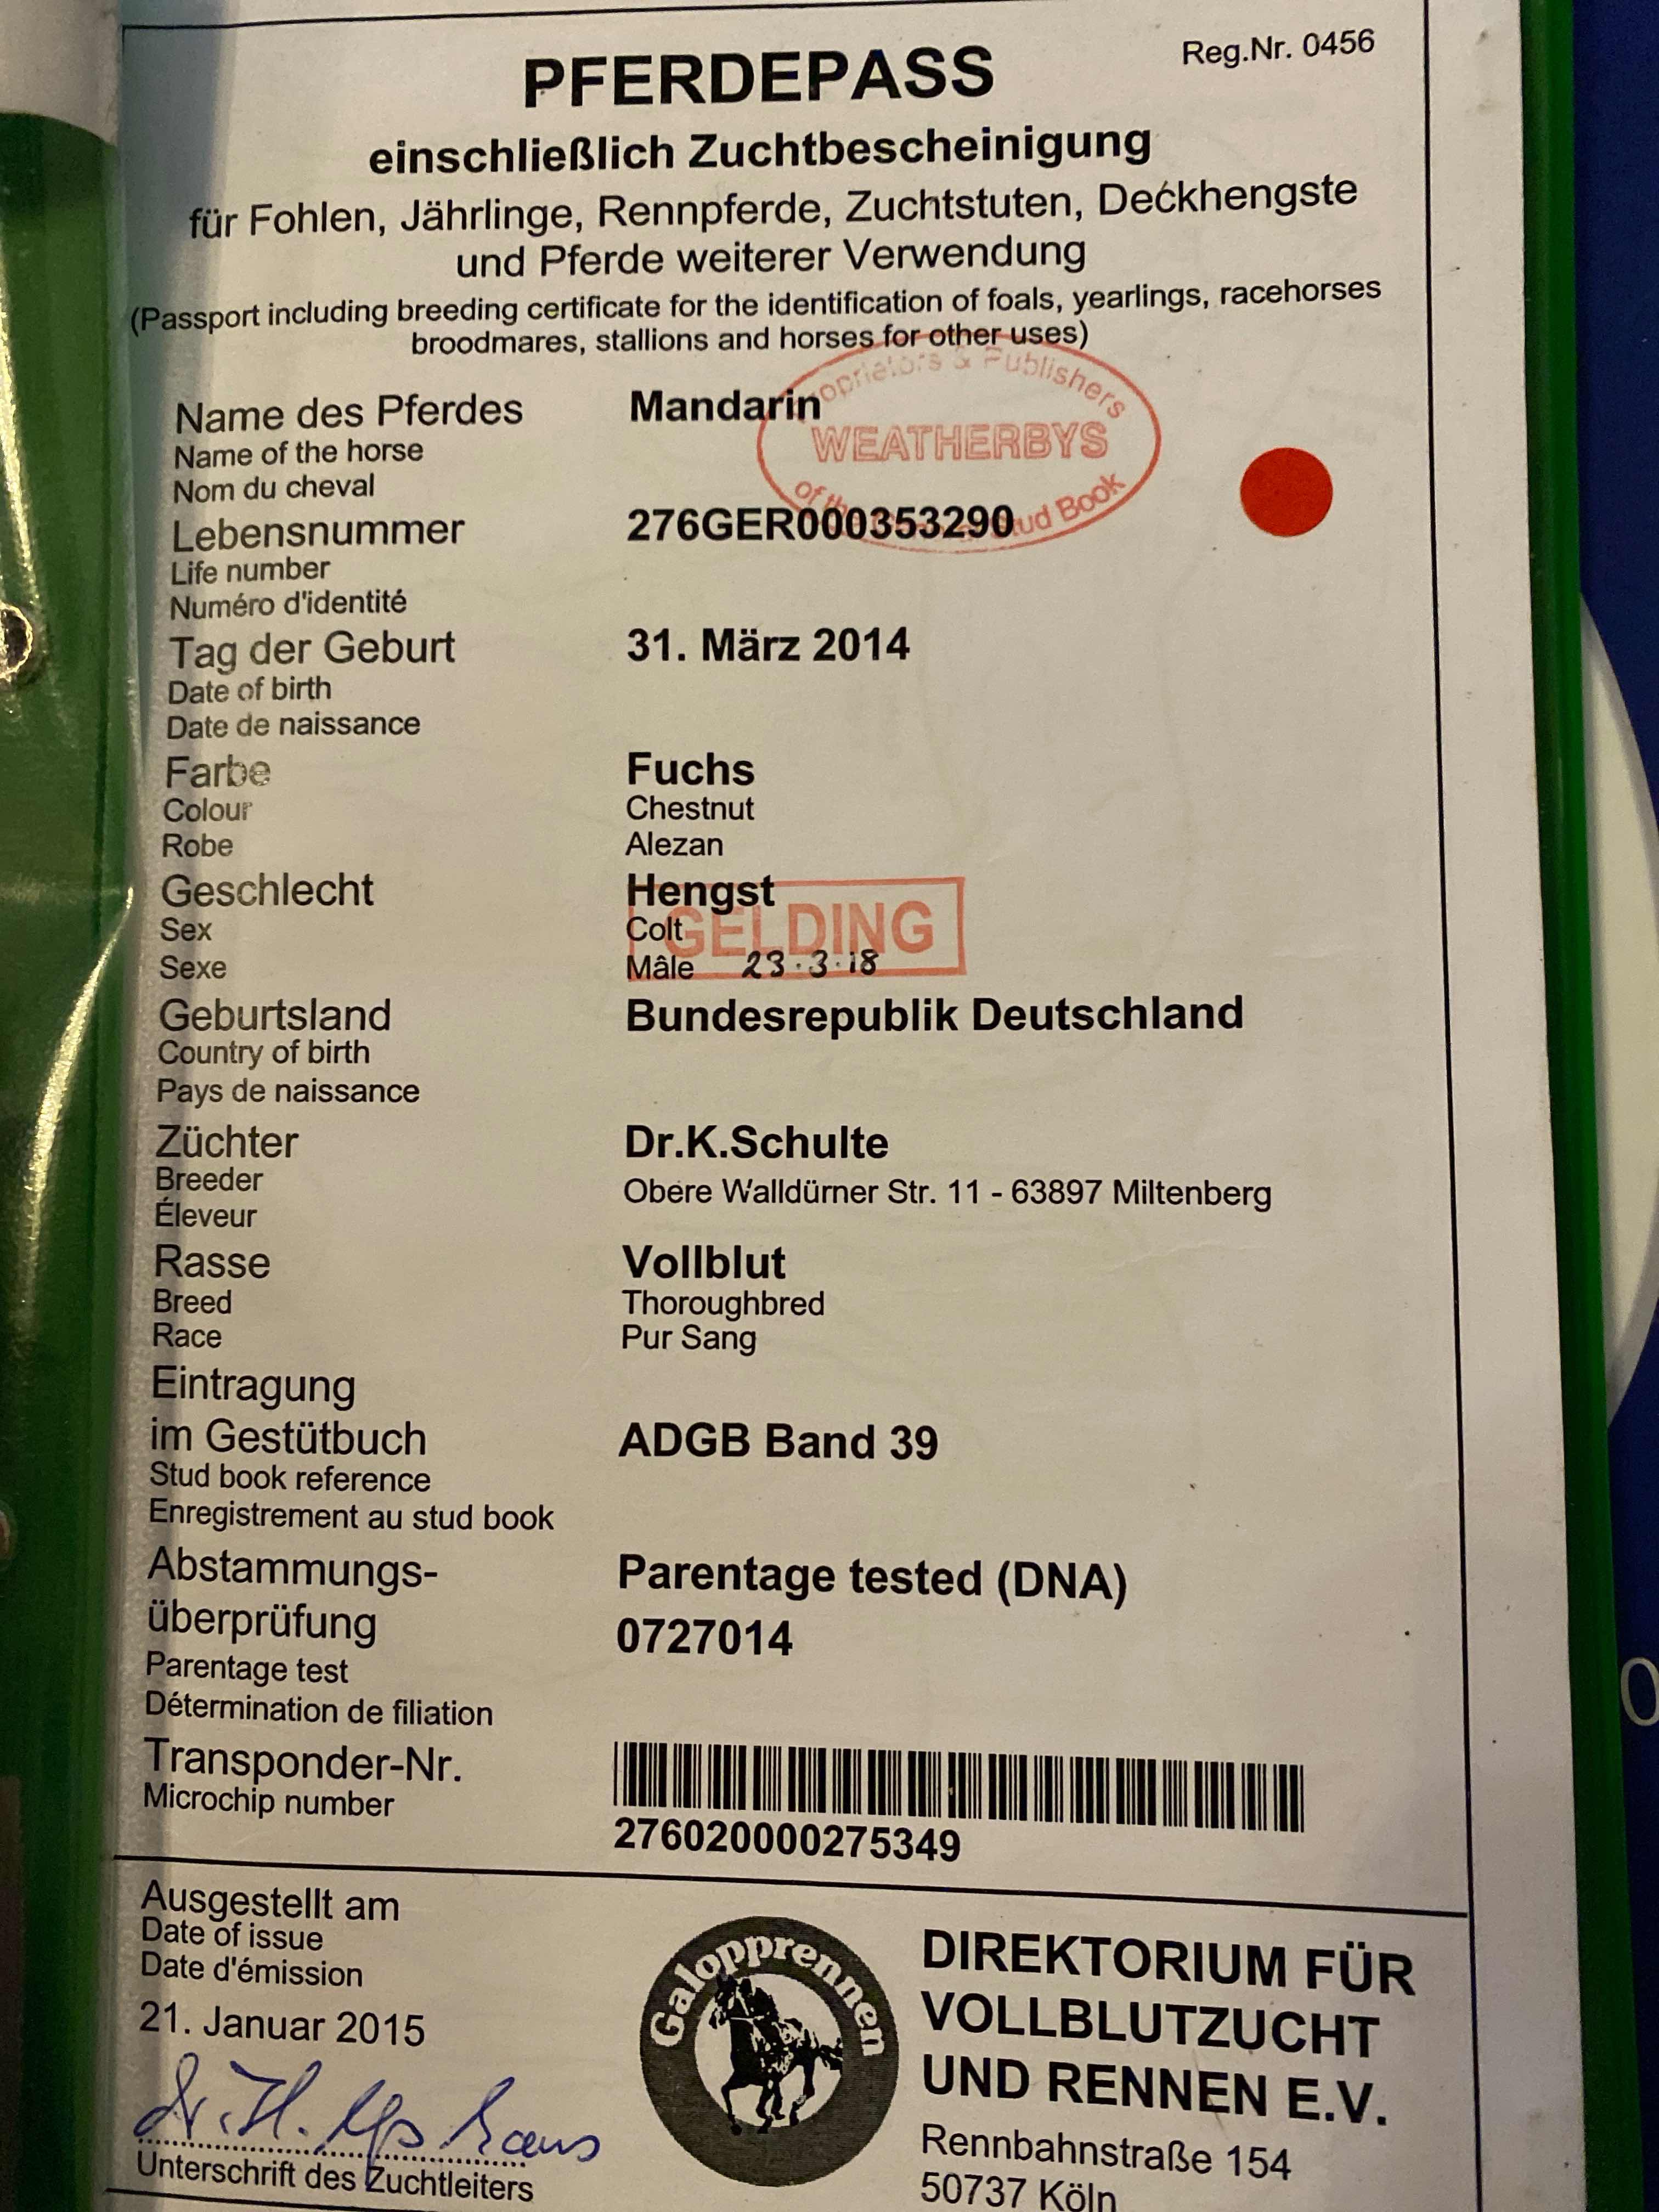 Reg.Nr. 0456
PFERDEPASS
einschließlich Zuchtbescheinigung
für Fohlen, Jährlinge, Rennpferde, Zuchtstuten, Deckhengste
und Pferde weiterer Verwendung
(Passport including breeding certificate for the identification of foals, yearlings, racehorses
broodmares, stallions and horses for other uses)
Name des Pferdes Mandarin
Name of the horse
Nom du cheval
Proprietors & Publishers
WEATHERBYS
of the General Stud Book
Lebensnummer 276GER000353290
Life number
Numéro d'identité
Tag der Geburt 31. März 2014
Date of birth
Date de naissance
Farbe Fuchs
Colour Chestnut
Robe Alezan
Geschlecht Hengst
Sex Colt
Sexe Mâle
GELDING
23.3.18
Geburtsland Bundesrepublik Deutschland
Country of birth
Pays de naissance
Züchter Dr.K.Schulte
Breeder Obere Walldürner Str. 11 - 63897 Miltenberg
Éleveur
Rasse Vollblut
Breed Thoroughbred
Race Pur Sang
Eintragung
im Gestütbuch ADGB Band 39
Stud book reference
Enregistrement au stud book
Abstammungs- Parentage tested (DNA)
überprüfung 0727014
Parentage test
Détermination de filiation
Transponder-Nr.
Microchip number
276020000275349
Ausgestellt am
Date of issue
Date d'émission
21. Januar 2015
Unterschrift des Zuchtleiters
Galopprennen
DIREKTORIUM FÜR
VOLLBLUTZUCHT
UND RENNEN E.V.
Rennbahnstraße 154
50737 Köln